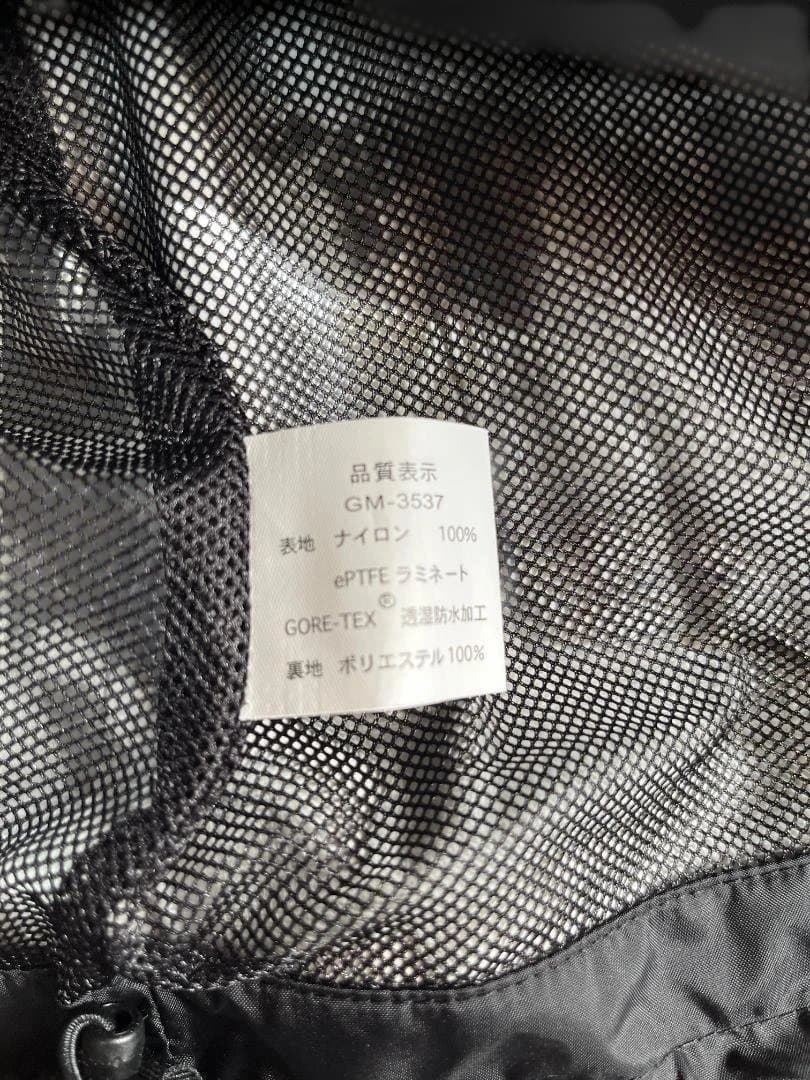 品質表示
GM-3537
表地 ナイロン 100%
ePTFE ラミネート
GORE-TEX® 透湿防水加工
裏地 ポリエステル100%